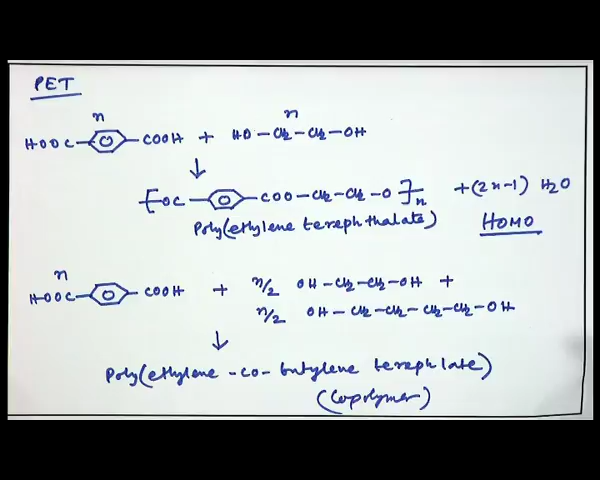 PET
n n
HOOC COOH + HO-CH2-CH2-OH
[OC COO-CH2-CH2-O]n +(2n-1) H2O
Poly(ethylene terephthalate) HOMO
n
HOOC COOH + n/2 OH-CH2-CH2-OH +
n/2 OH-CH2-CH2-CH2-CH2-OH
Poly(ethylene -co- butylene terephlate)
(Copolymer)